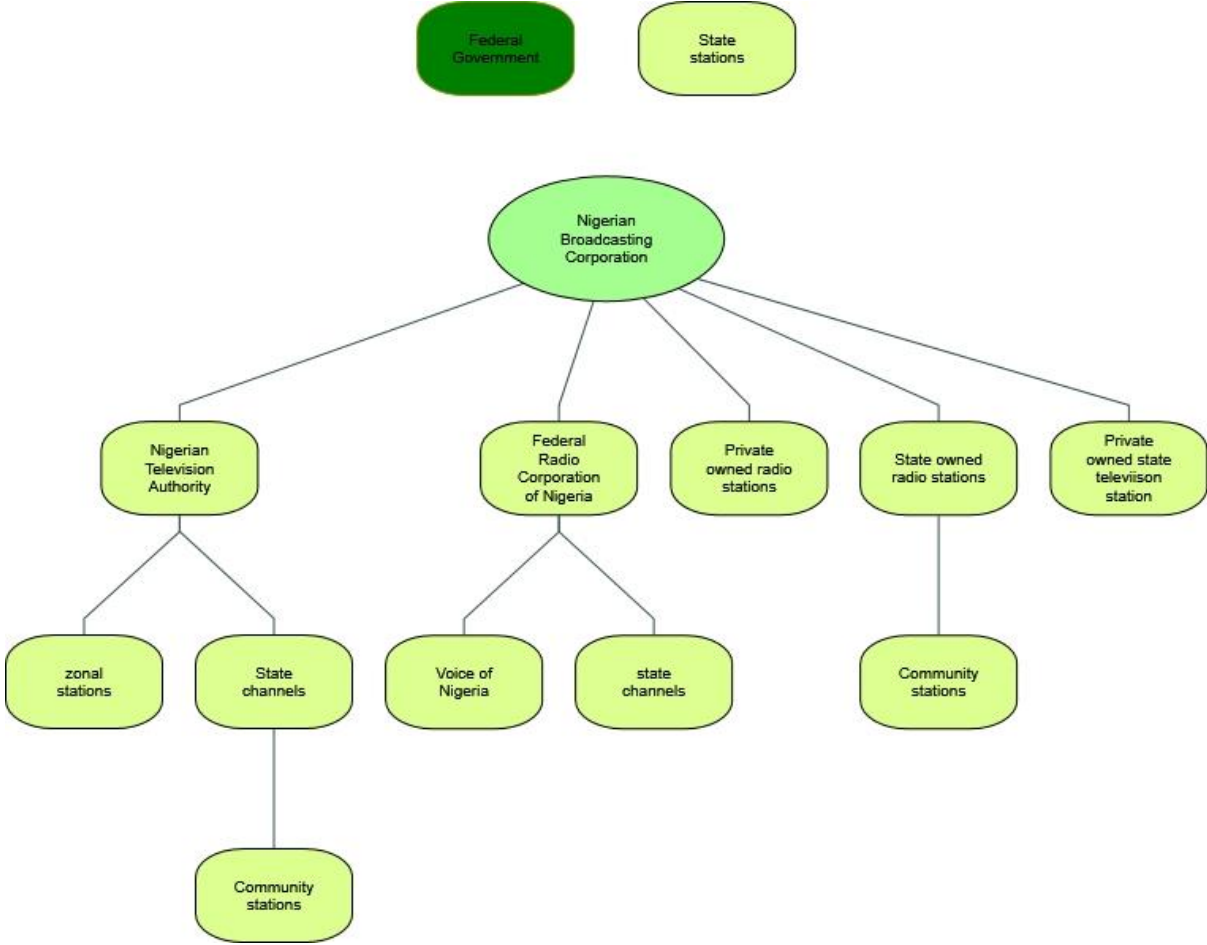 Federal
Government
State
stations
Nigerian
Broadcasting
Corporation
Nigerian
Television
Authority
Federal
Radio
Corporation
of Nigeria
Private
owned radio
stations
State owned
radio stations
Private
owned state
televiison
station
zonal
stations
State
channels
Voice of
Nigeria
state
channels
Community
stations
Community
stations